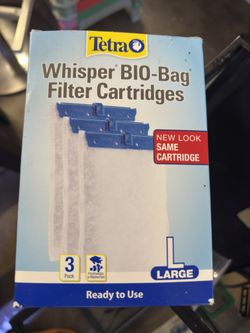 Tetra
Whisper® BIO-Bag®
Filter Cartridges
NEW LOOK
SAME
CARTRIDGE
3
Pack
L
LARGE
Ready to Use